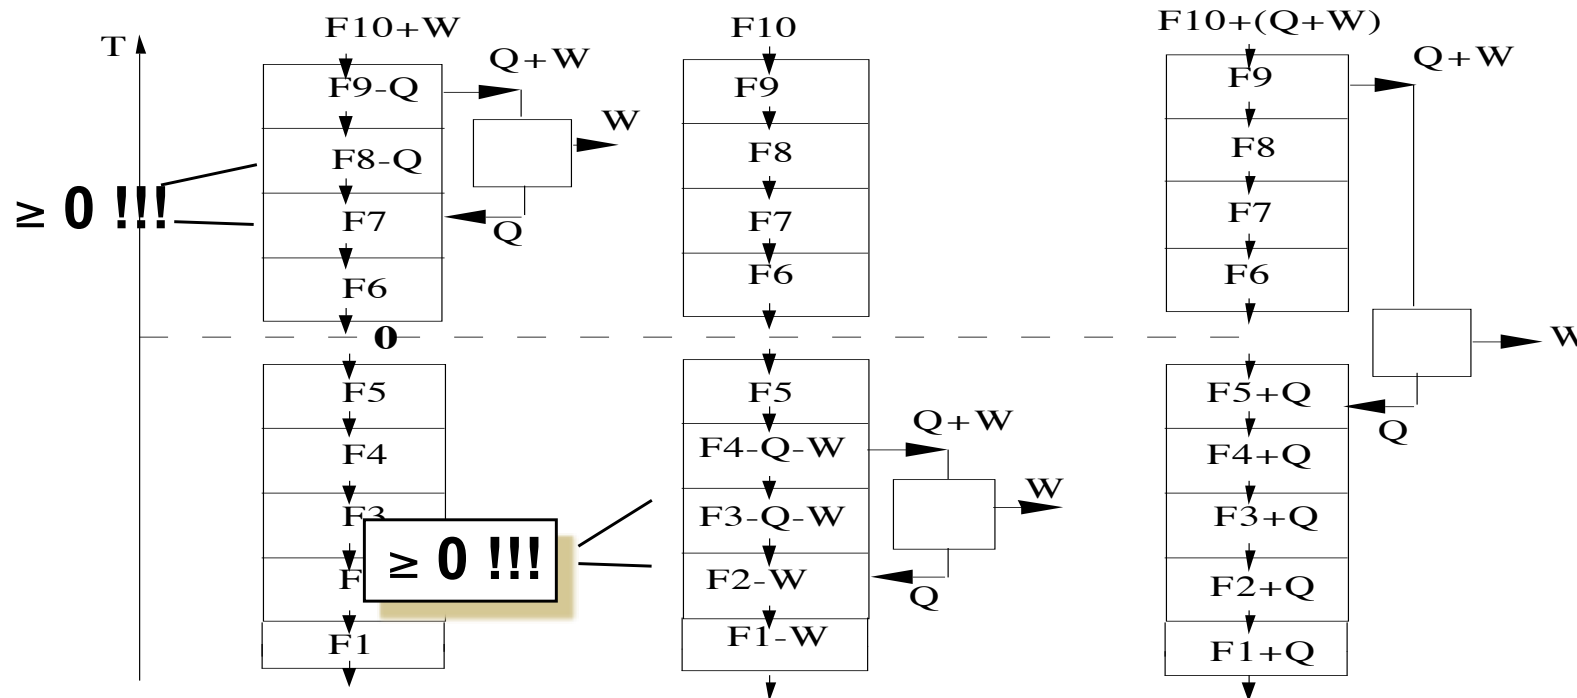 F10+W
F10
F10+(Q+W)
T
Q+W
Q+W
F9-Q
F9
F9
W
F8-Q
F8
F8
≥ 0 !!!
F7
F7
F7
Q
F6
F6
F6
0
W
F5
F5
F5+Q
Q+W
Q
F4
F4-Q-W
F4+Q
W
F3
F3-Q-W
F3+Q
≥ 0 !!!
F
F2-W
F2+Q
Q
F1
F1-W
F1+Q